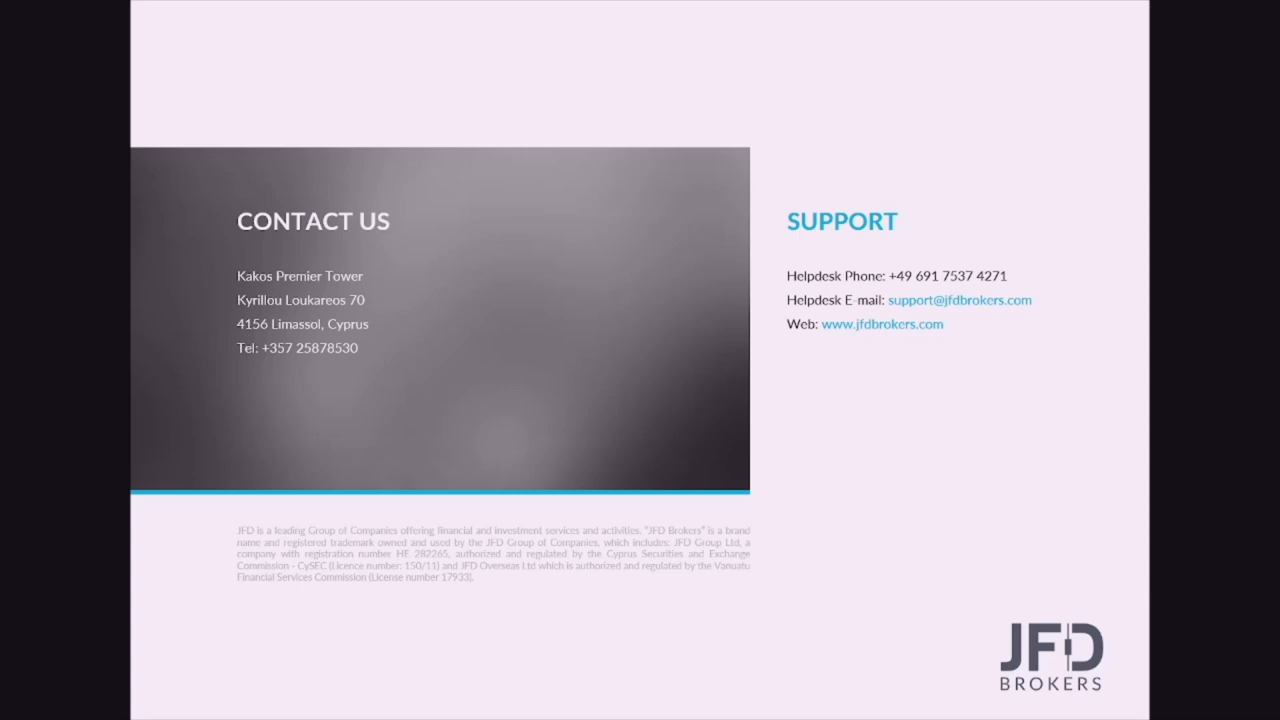 CONTACT US
Kakos Premier Tower
Kyrillou Loukareos 70
4156 Limassol, Cyprus
Tel: +357 25878530
SUPPORT
Helpdesk Phone: +49 691 7537 4271
Helpdesk E-mail: support@jfdbrokers.com
Web: www.jfdbrokers.com
JFD is a leading Group of Companies offering financial and investment services and activities. "JFD Brokers" is a brand
name and registered trademark owned and used by the JFD Group of Companies, which includes: JFD Group Ltd, a
company with registration number HE 282265, authorized and regulated by the Cyprus Securities and Exchange
Commission - CySEC (Licence number: 150/11) and JFD Overseas Ltd which is authorized and regulated by the Vanuatu
Financial Services Commission (License number 17933).
JFD
BROKERS